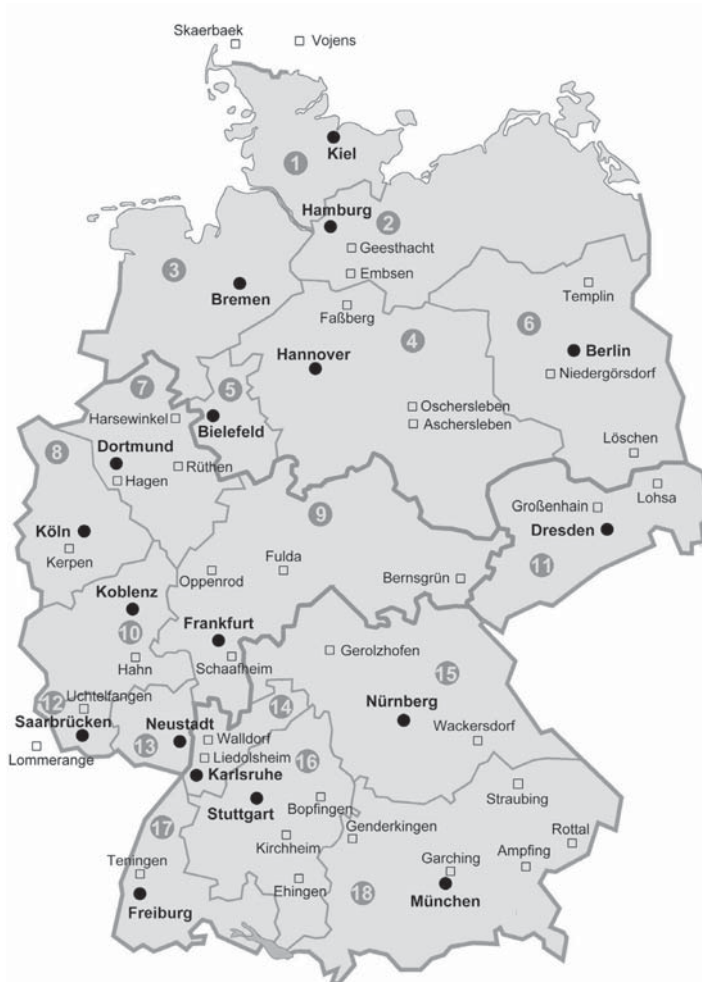 Skaerbaek
Vojens
Kiel
1
Hamburg
2
Geesthacht
3
Embsen
Bremen
Templin
Faßberg
6
4
Hannover
Berlin
Niedergörsdorf
7
5
Harsewinkel
Oschersleben
Bielefeld
Aschersleben
8
Dortmund
Löschen
Rüthen
Hagen
Lohsa
9
Großenhain
Köln
Dresden
Kerpen
Fulda
Oppenrod
11
Bernsgrün
Koblenz
10
Frankfurt
Gerolzhofen
Hahn
Schaafheim
15
12
Uchtelfangen
14
Nürnberg
Saarbrücken
Neustadt
Wackersdorf
13
Walldorf
Lommerange
Liedolsheim
16
Karlsruhe
Straubing
Stuttgart
Bopfingen
17
Genderkingen
Rottal
Kirchheim
Teningen
Garching
Ampfing
Ehingen
18
Freiburg
München